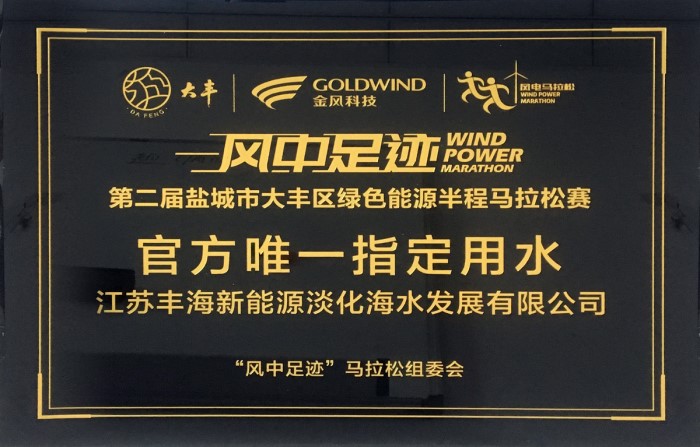 大丰
DA FENG
GOLDWIND
金风科技
风电马拉松
WIND POWER
MARATHON
风中足迹
WIND
POWER
MARATHON
第二届盐城市大丰区绿色能源半程马拉松赛
官方唯一指定用水
江苏丰海新能源淡化海水发展有限公司
“风中足迹”马拉松组委会